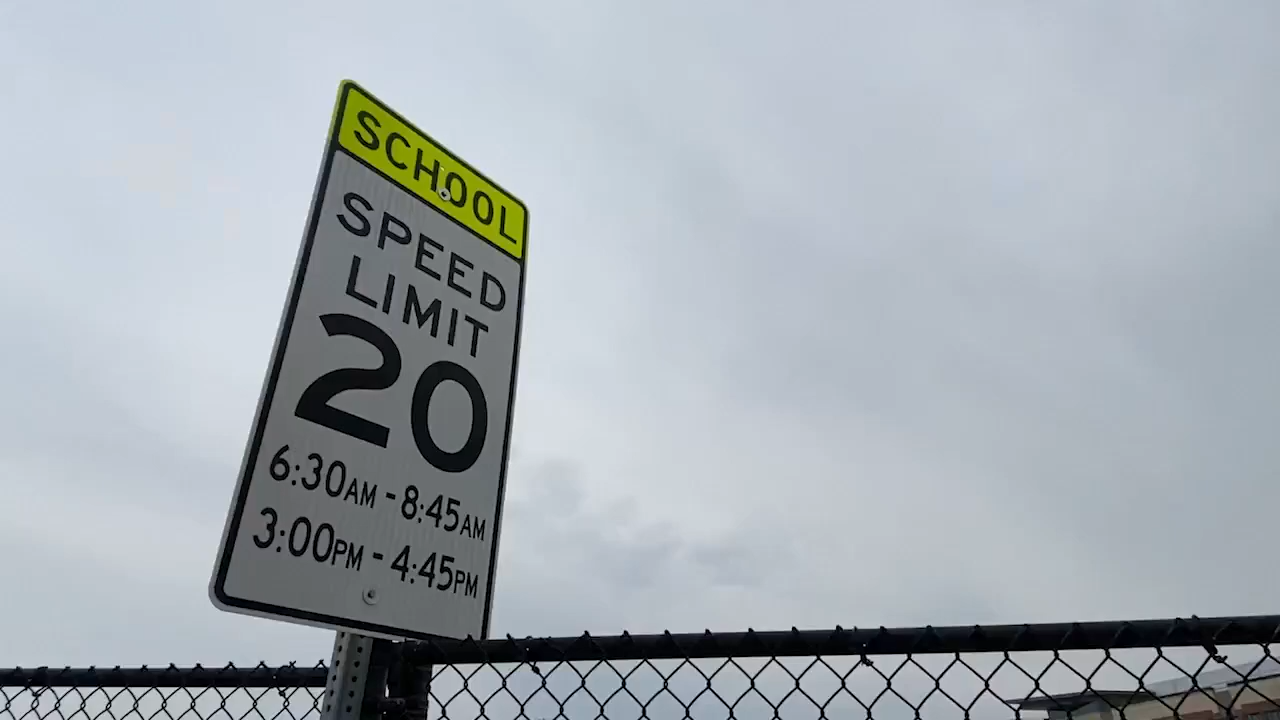 SCHOOL
SPEED
LIMIT
20
6:30AM - 8:45AM
3:00PM - 4:45PM